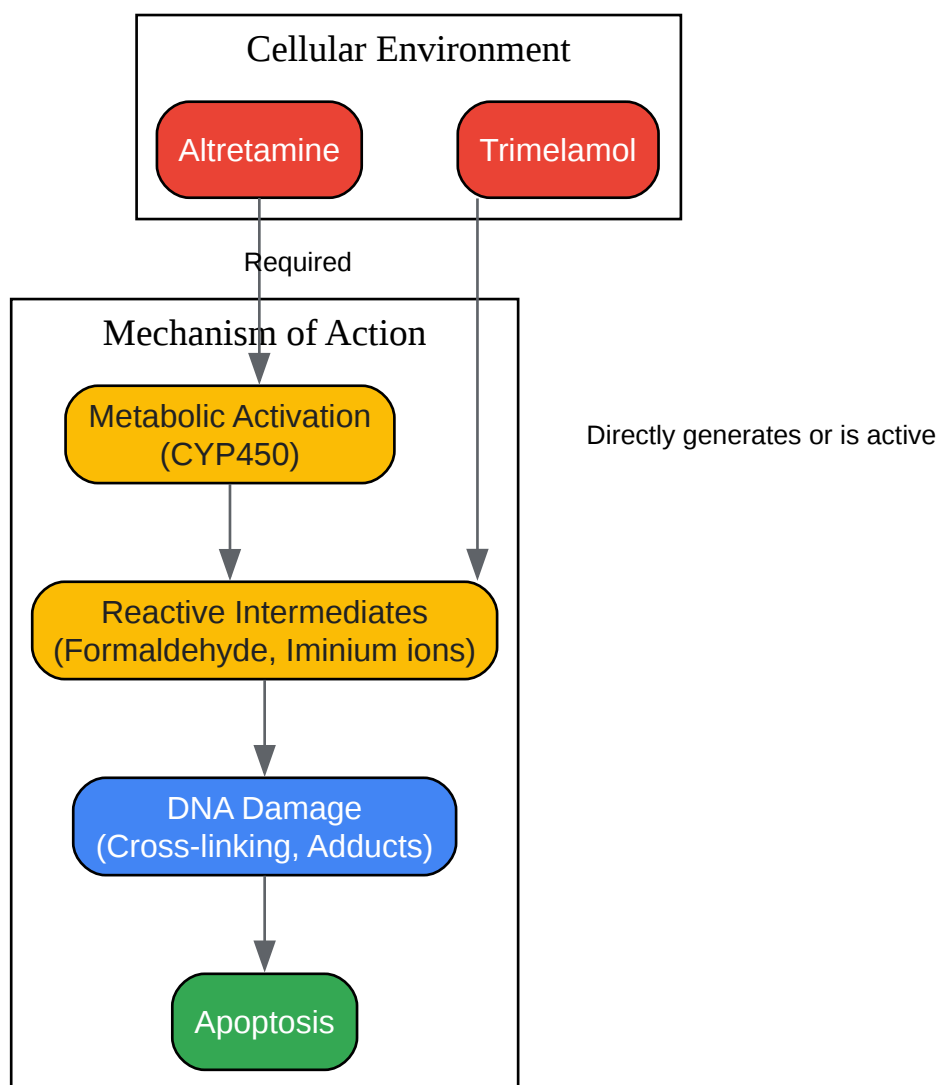 Cellular Environment
Altretamine
Trimelamol
Required
Mechanism of Action
Metabolic Activation
(CYP450)
Directly generates or is active
Reactive Intermediates
(Formaldehyde, Iminium ions)
DNA Damage
(Cross-linking, Adducts)
Apoptosis